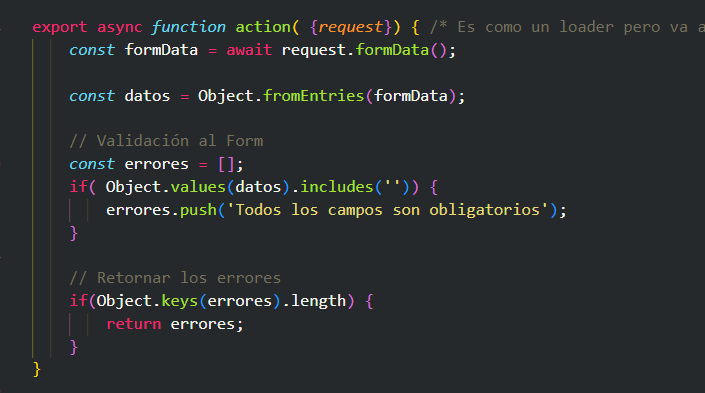 export async function action( {request}) { /* Es como un loader pero va a
const formData = await request.formData();
const datos = Object.fromEntries(formData);
// Validación al Form
const errores = [];
if( Object.values(datos).includes('')) {
errores.push('Todos los campos son obligatorios');
}
// Retornar los errores
if(Object.keys(errores).length) {
return errores;
}
}